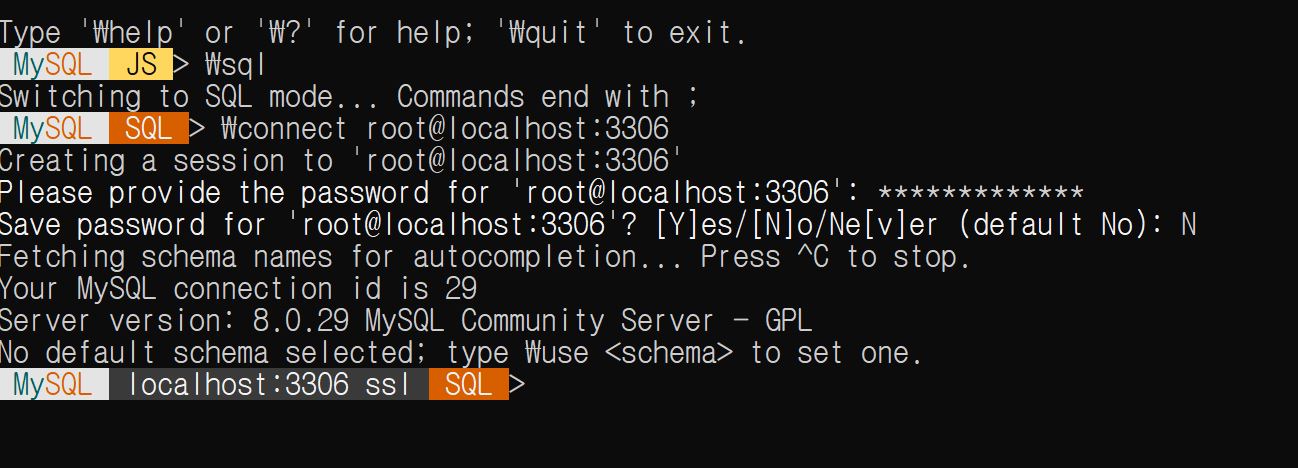 Type '₩help' or '₩?' for help; '₩quit' to exit.
MySQL JS > ₩sql
Switching to SQL mode... Commands end with ;
MySQL SQL > ₩connect root@localhost:3306
Creating a session to 'root@localhost:3306'
Please provide the password for 'root@localhost:3306': *************
Save password for 'root@localhost:3306'? [Y]es/[N]o/Ne[v]er (default No): N
Fetching schema names for autocompletion... Press ^C to stop.
Your MySQL connection id is 29
Server version: 8.0.29 MySQL Community Server - GPL
No default schema selected; type ₩use <schema> to set one.
MySQL localhost:3306 ssl SQL >